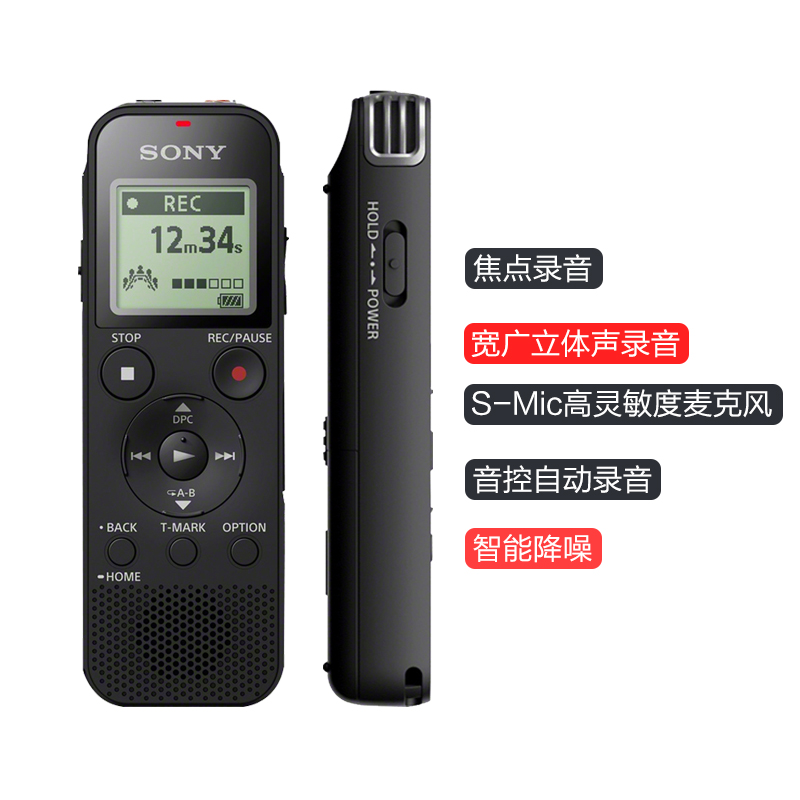 SONY
REC
12m34s
STOP
REC/PAUSE
DPC
A-B
BACK
T-MARK
OPTION
HOME
HOLD
POWER
焦点录音
宽广立体声录音
S-Mic高灵敏度麦克风
音控自动录音
智能降噪